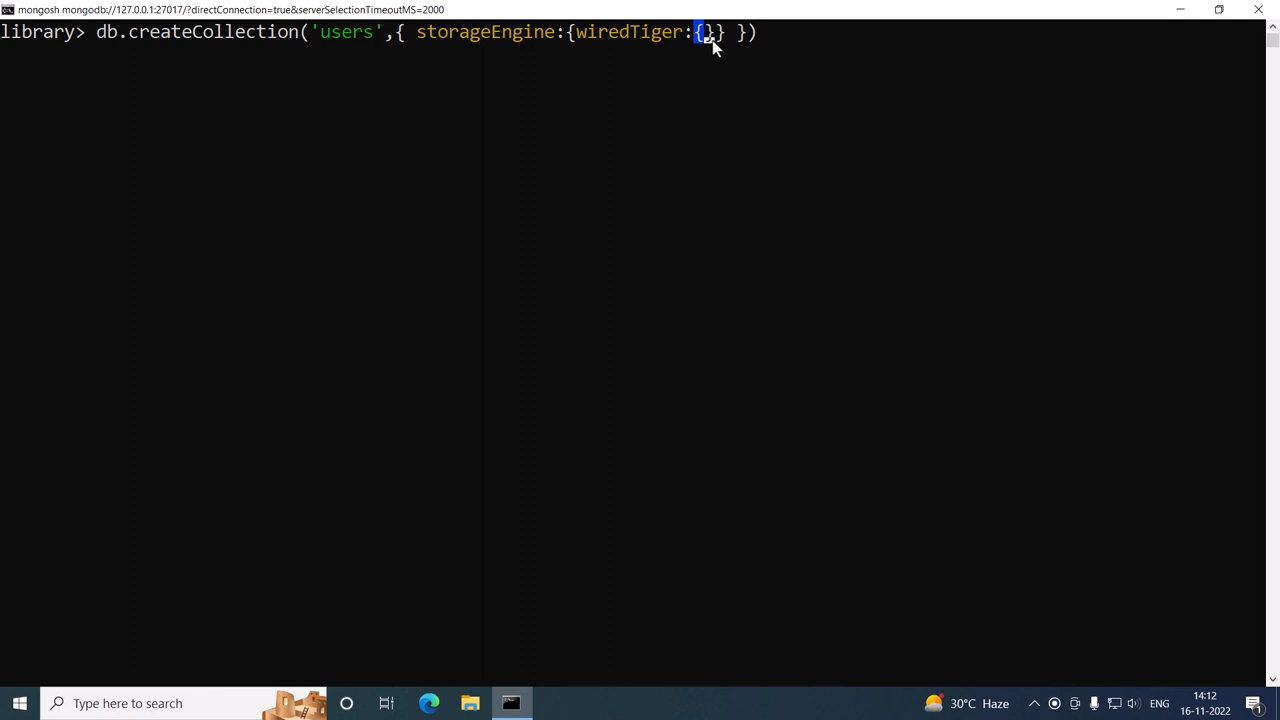 mongosh mongodb://127.0.0.1:27017/?directConnection=true&serverSelectionTimeoutMS=2000
library> db.createCollection('users',{ storageEngine:{wiredTiger:{}} })
Type here to search
30°C Haze
ENG
14:12
16-11-2022
1